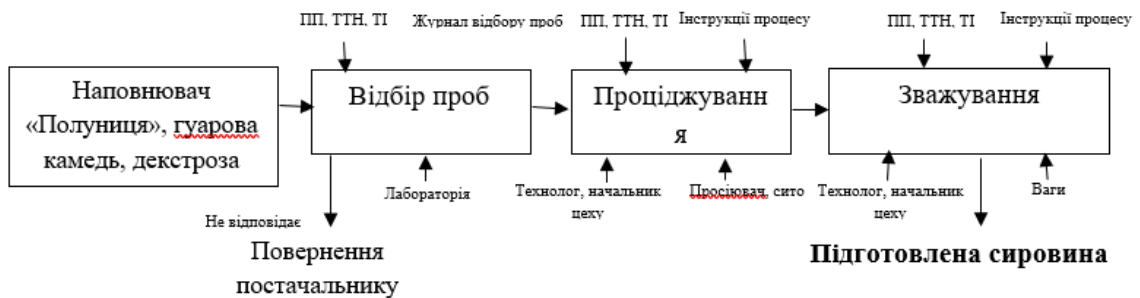 ПП, ТТН, ТІ
Журнал відбору проб
ПП, ТТН, ТІ
Інструкції процесу
ПП, ТТН, ТІ
Інструкції процесу
Наповнювач
«Полуниця», гуарова
камедь, декстроза
Відбір проб
Проціджуванн
я
Зважування
Лабораторія
Технолог, начальник
цеху
Просіювач, сито
Технолог, начальник
цеху
Ваги
Не відповідає
Повернення
постачальнику
Підготовлена сировина